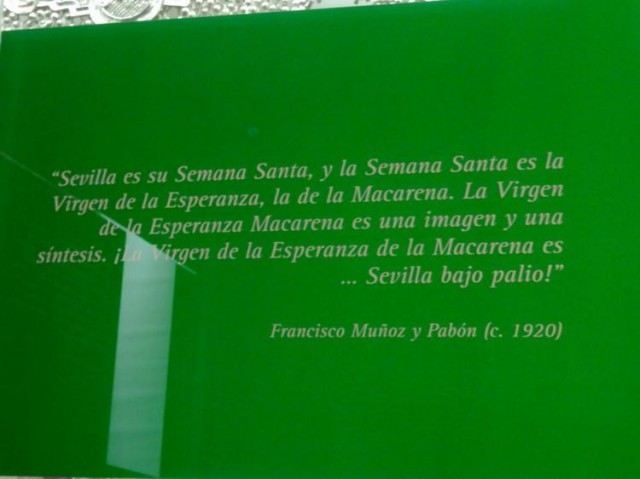 “Sevilla es su Semana Santa, y la Semana Santa es la
Virgen de la Esperanza, la de la Macarena. La Virgen
de la Esperanza Macarena es una imagen y una
síntesis. ¡La Virgen de la Esperanza de la Macarena es
... Sevilla bajo palio!”
Francisco Muñoz y Pabón (c. 1920)